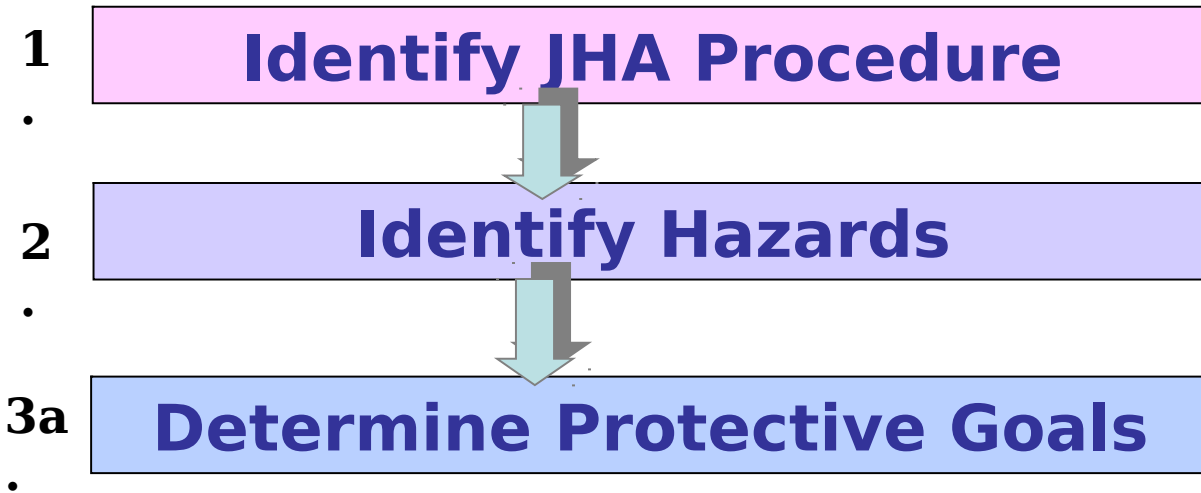 1. Identify JHA Procedure
2. Identify Hazards
3a. Determine Protective Goals